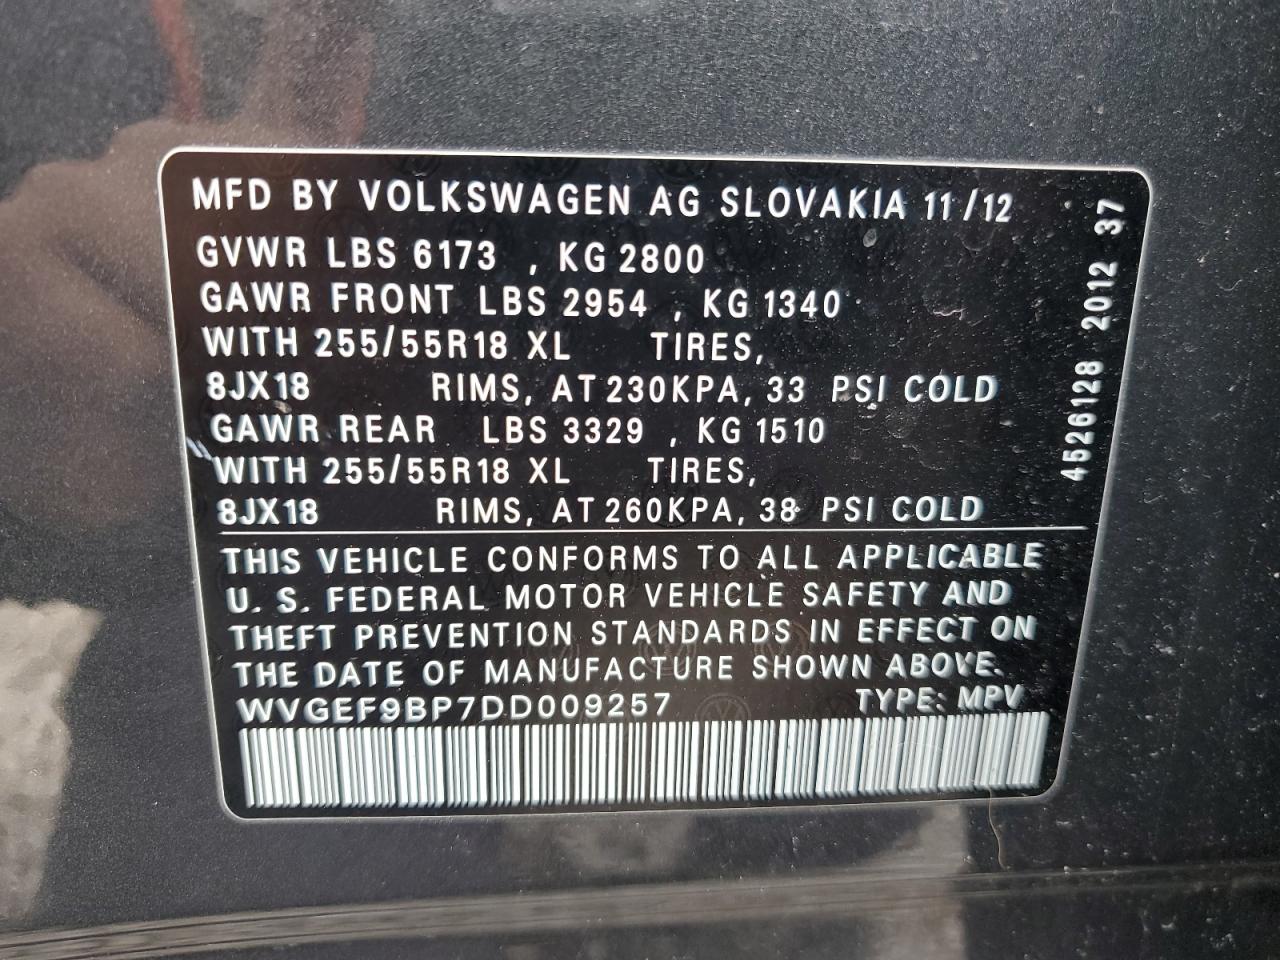 MFD BY VOLKSWAGEN AG SLOVAKIA 11/12
GVWR LBS 6173 , KG 2800
GAWR FRONT LBS 2954 , KG 1340
WITH 255/55R18 XL TIRES,
8JX18 RIMS, AT 230KPA, 33 PSI COLD
GAWR REAR LBS 3329 , KG 1510
WITH 255/55R18 XL TIRES,
8JX18 RIMS, AT 260KPA, 38 PSI COLD
THIS VEHICLE CONFORMS TO ALL APPLICABLE
U. S. FEDERAL MOTOR VEHICLE SAFETY AND
THEFT PREVENTION STANDARDS IN EFFECT ON
THE DATE OF MANUFACTURE SHOWN ABOVE.
WVGEF9BP7DD009257 TYPE: MPV
4526128 2012 37